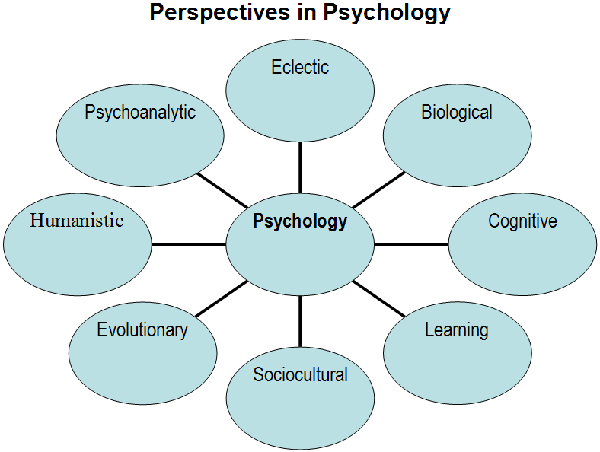 Perspectives in Psychology
Eclectic
Psychoanalytic
Biological
Humanistic
Psychology
Cognitive
Evolutionary
Learning
Sociocultural